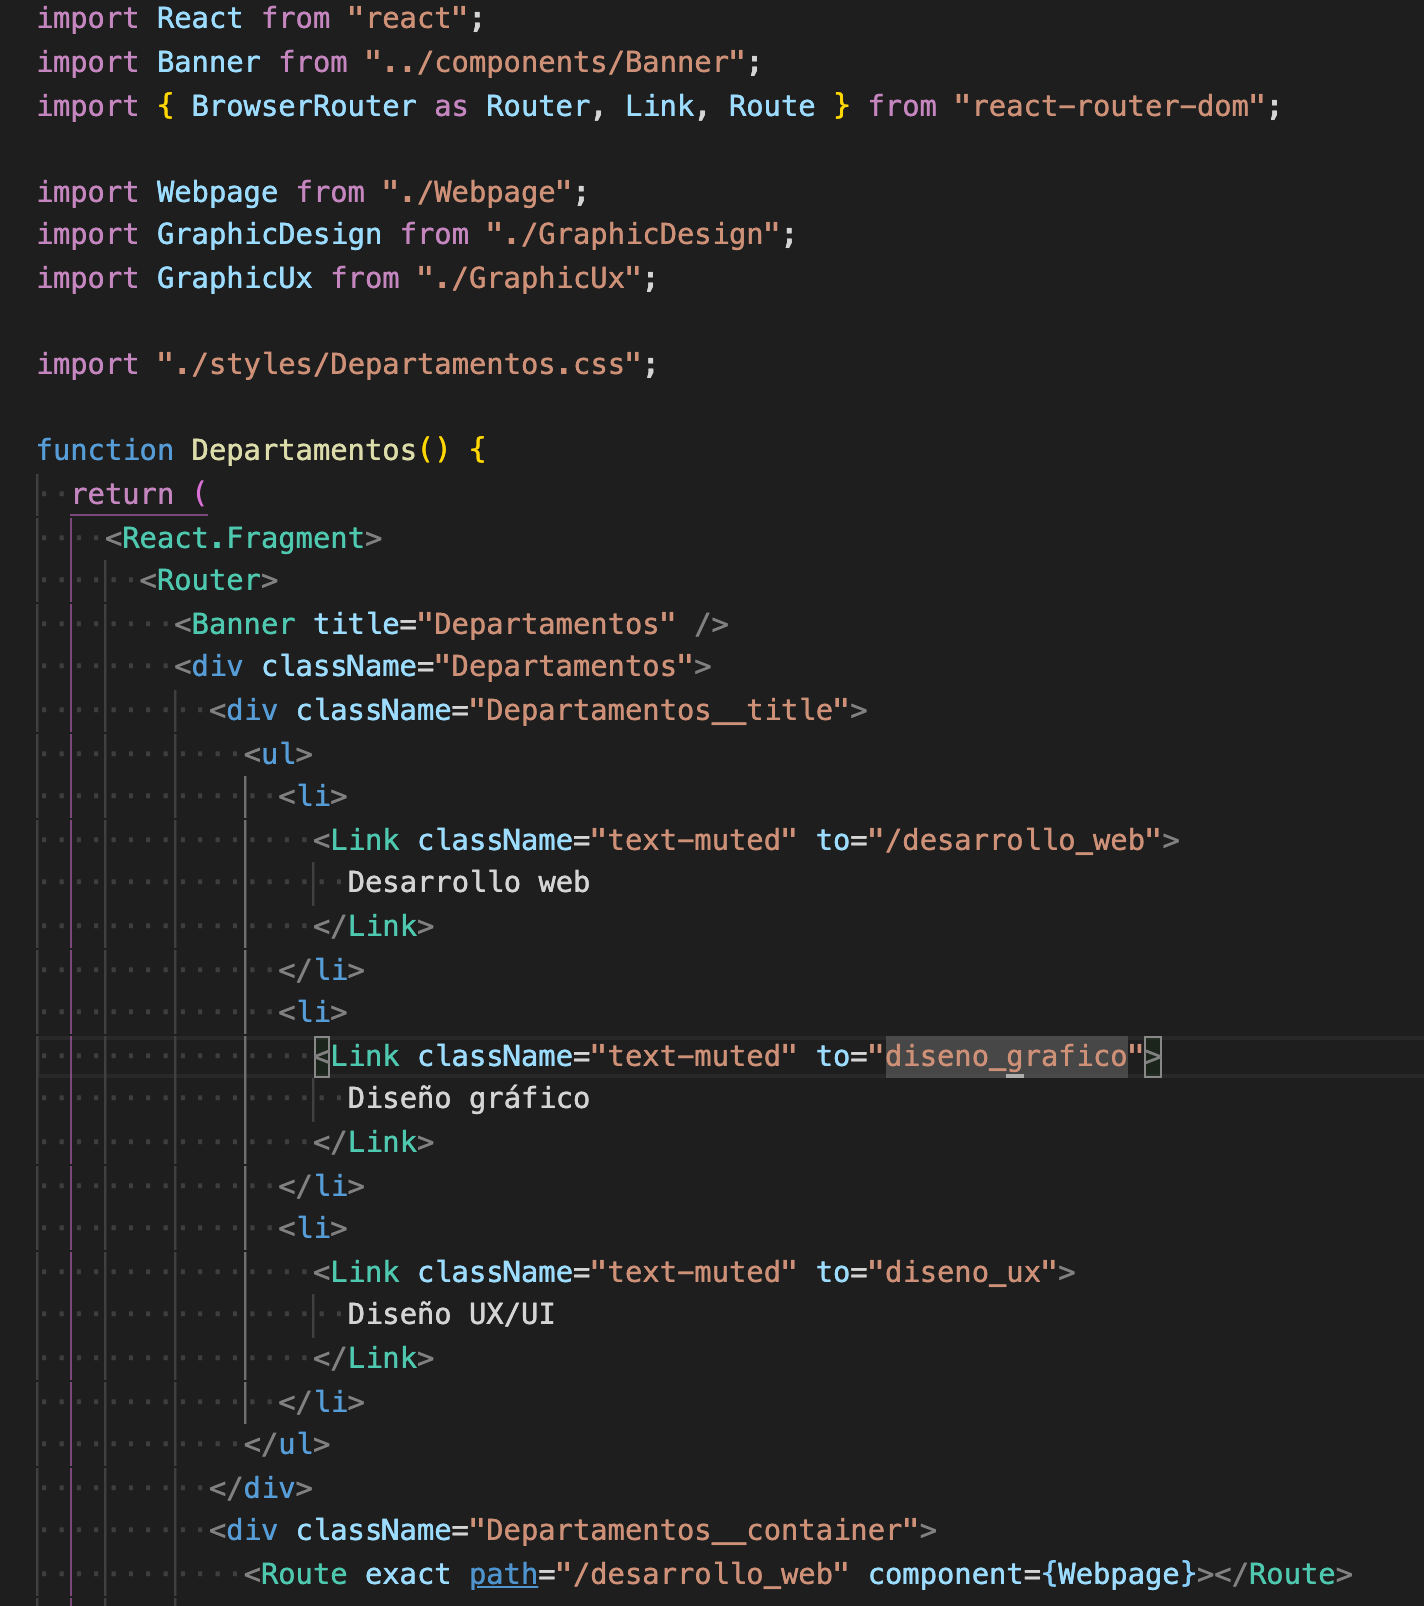 import React from "react";
import Banner from "../components/Banner";
import { BrowserRouter as Router, Link, Route } from "react-router-dom";
import Webpage from "./Webpage";
import GraphicDesign from "./GraphicDesign";
import GraphicUx from "./GraphicUx";
import "./styles/Departamentos.css";
function Departamentos() {
return (
<React.Fragment>
<Router>
<Banner title="Departamentos" />
<div className="Departamentos">
<div className="Departamentos__title">
<ul>
<li>
<Link className="text-muted" to="/desarrollo_web">
Desarrollo web
</Link>
</li>
<li>
<Link className="text-muted" to="diseno_grafico">
Diseño gráfico
</Link>
</li>
<li>
<Link className="text-muted" to="diseno_ux">
Diseño UX/UI
</Link>
</li>
</ul>
</div>
<div className="Departamentos__container">
<Route exact path="/desarrollo_web" component={Webpage}></Route>